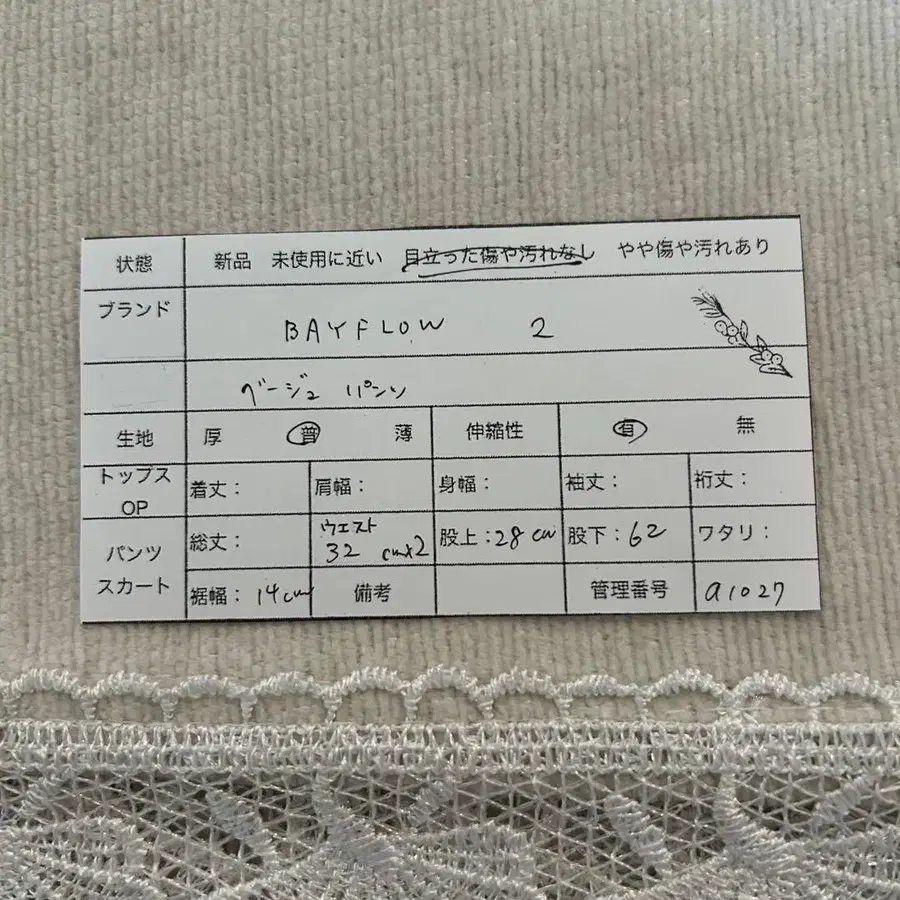 状態 新品 未使用に近い 目立った傷や汚れなし やや傷や汚れあり
ブランド
BAYFLOW 2
ベージュ パンツ
生地 厚 普 薄 伸縮性 有 無
トップス OP 着丈： 肩幅： 身幅： 袖丈： 裄丈：
パンツ スカート 総丈： ウエスト 32 cm×2 股上：28cm 股下：62 ワタリ：
裾幅：14cm 備考 管理番号 a1027